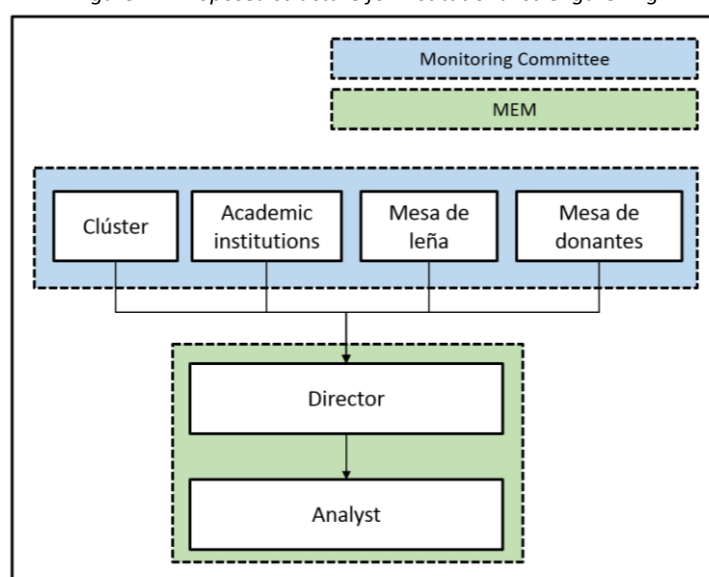 Monitoring Committee
MEM
Clúster
Academic
institutions
Mesa de
leña
Mesa de
donantes
Director
Analyst